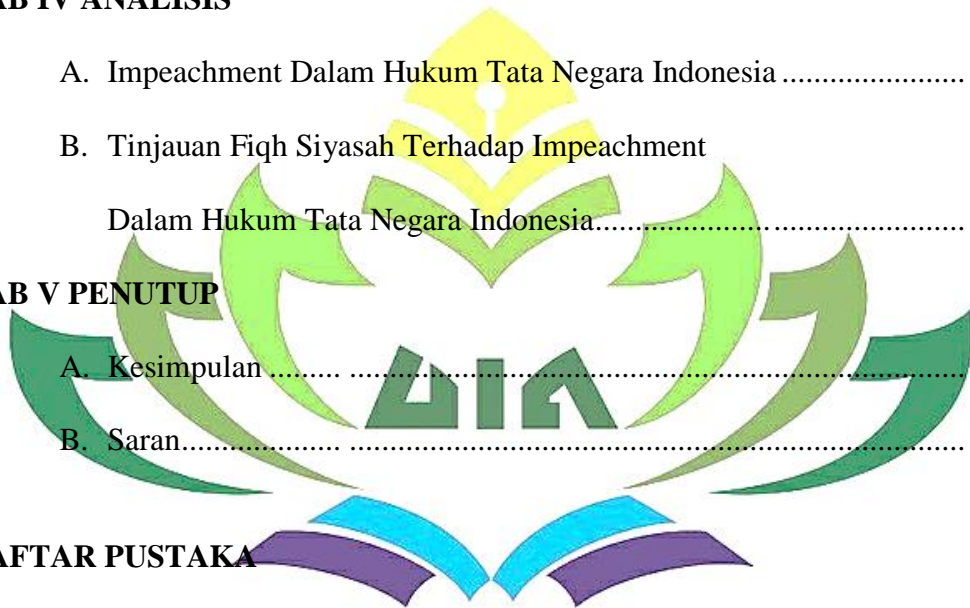 AB IV ANALISIS
A. Impeachment Dalam Hukum Tata Negara Indonesia .......................
B. Tinjauan Fiqh Siyasah Terhadap Impeachment
Dalam Hukum Tata Negara Indonesia..............................................
AB V PENUTUP
A. Kesimpulan ......... .............................................................................
UIN
B. Saran.................... .............................................................................
AFTAR PUSTAKA